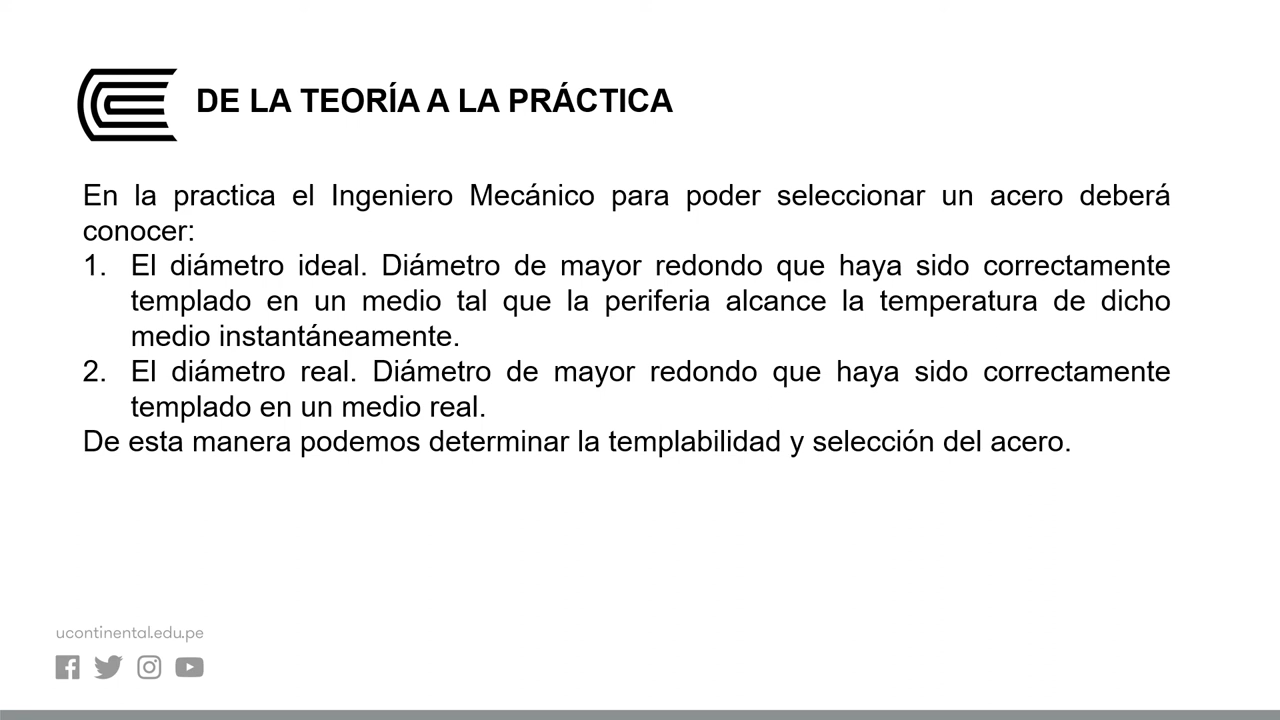 DE LA TEORÍA A LA PRÁCTICA
En la practica el Ingeniero Mecánico para poder seleccionar un acero deberá
conocer:
1. El diámetro ideal. Diámetro de mayor redondo que haya sido correctamente
templado en un medio tal que la periferia alcance la temperatura de dicho
medio instantáneamente.
2. El diámetro real. Diámetro de mayor redondo que haya sido correctamente
templado en un medio real.
De esta manera podemos determinar la templabilidad y selección del acero.
ucontinental.edu.pe